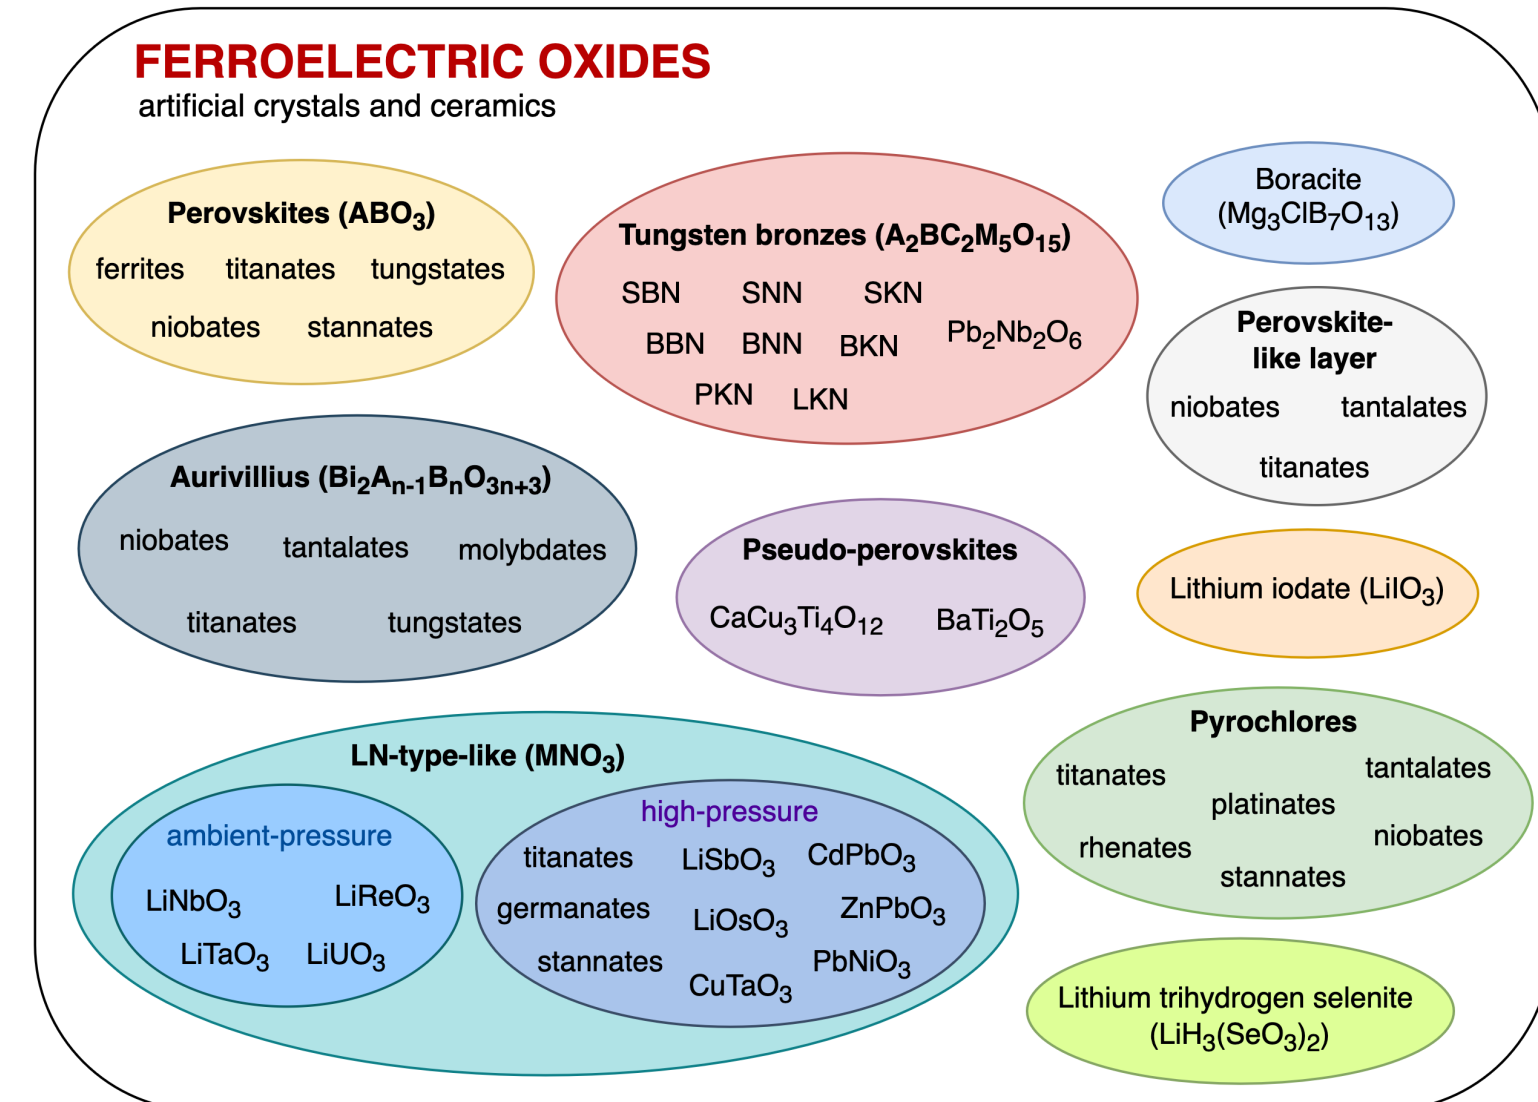 FERROELECTRIC OXIDES
artificial crystals and ceramics
Perovskites (ABO₃)
ferrites titanates tungstates
niobates stannates
Tungsten bronzes (A₂BC₂M₅O₁₅)
SBN SNN SKN
BBN BNN BKN Pb₂Nb₂O₆
PKN LKN
Boracite
(Mg₃ClB₇O₁₃)
Perovskite-
like layer
niobates tantalates
titanates
Aurivillius (Bi₂Aₙ₋₁BₙO₃ₙ₊₃)
niobates tantalates molybdates
titanates tungstates
Pseudo-perovskites
CaCu₃Ti₄O₁₂ BaTi₂O₅
Lithium iodate (LiIO₃)
LN-type-like (MNO₃)
ambient-pressure
LiNbO₃ LiReO₃
LiTaO₃ LiUO₃
high-pressure
titanates LiSbO₃ CdPbO₃
germanates LiOsO₃ ZnPbO₃
stannates CuTaO₃ PbNiO₃
Pyrochlores
titanates tantalates
platinates
rhenates niobates
stannates
Lithium trihydrogen selenite
(LiH₃(SeO₃)₂)